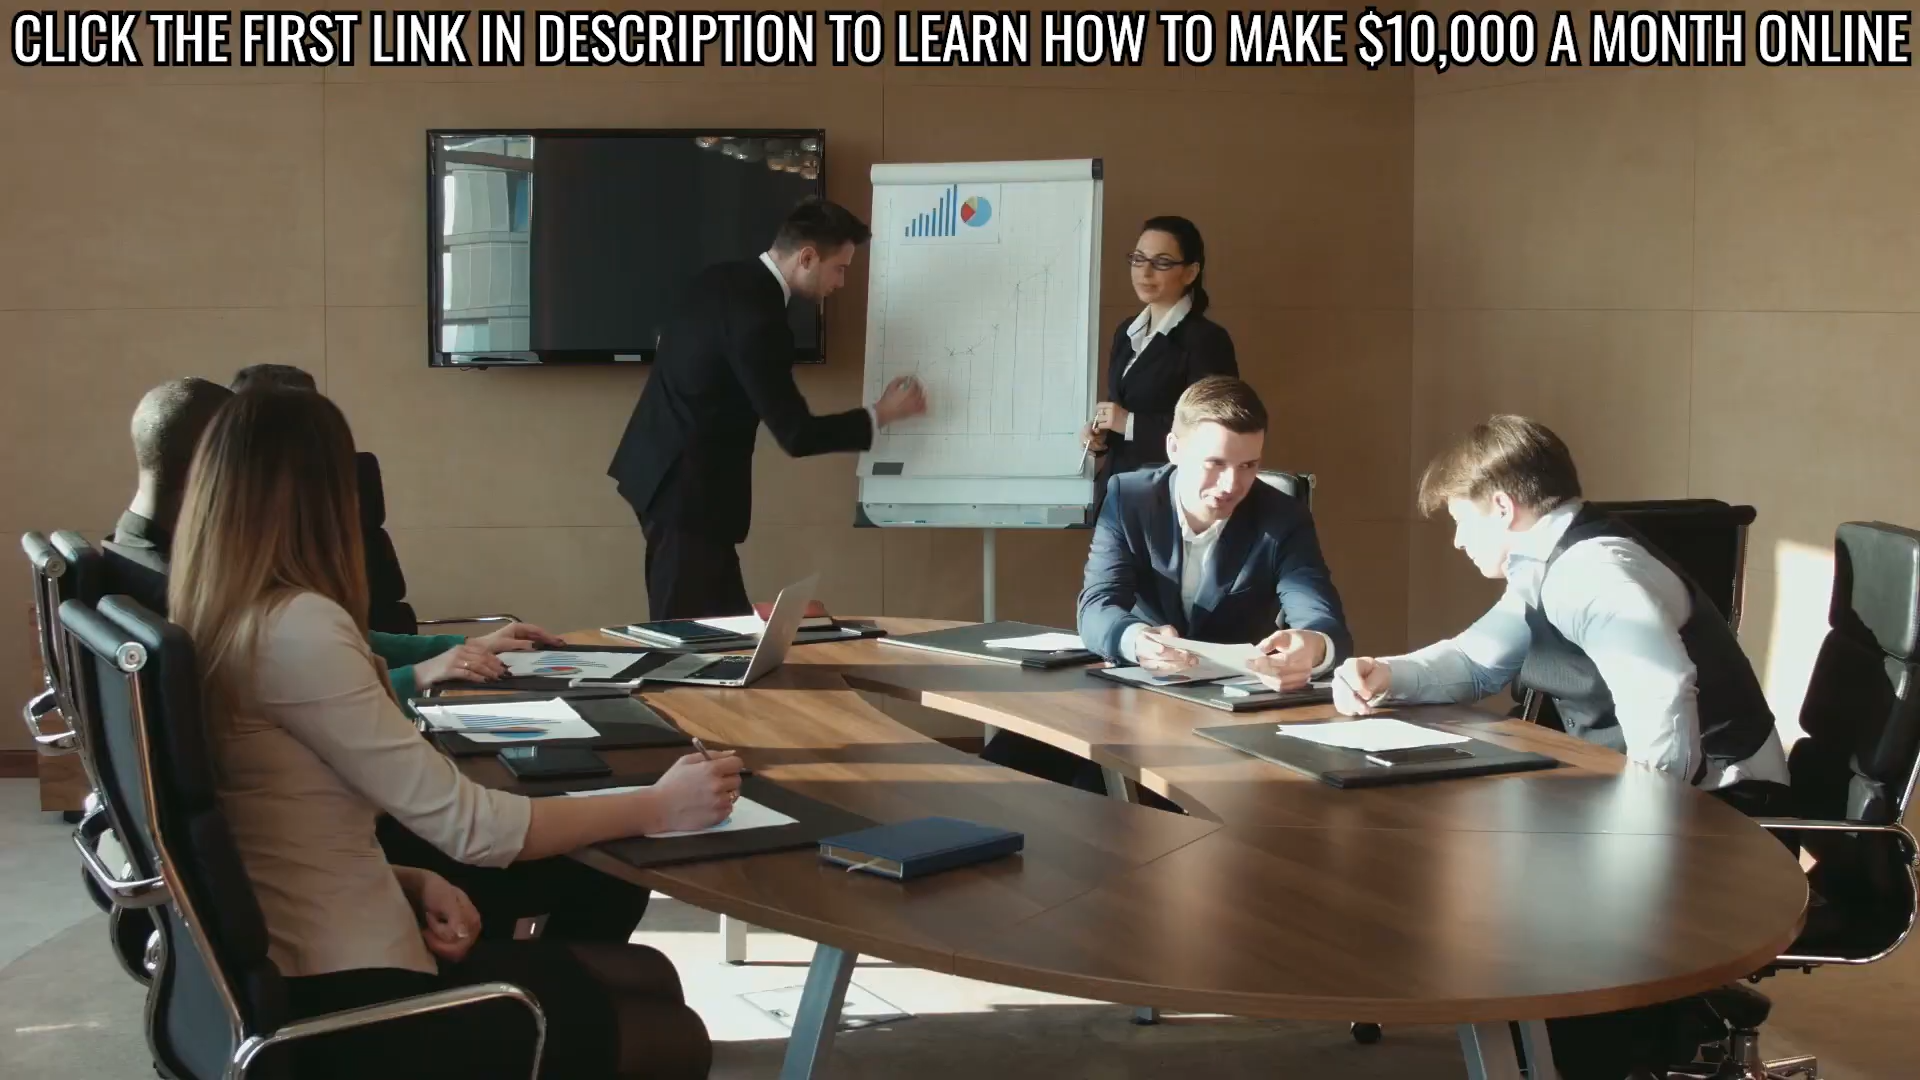 CLICK THE FIRST LINK IN DESCRIPTION TO LEARN HOW TO MAKE $10,000 A MONTH ONLINE